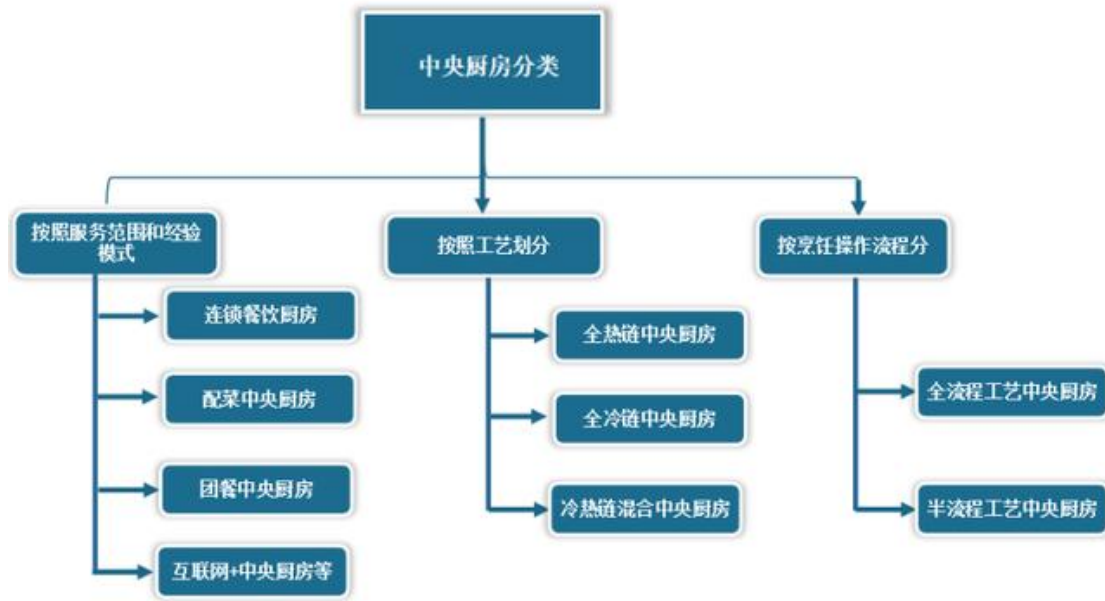 中央厨房分类
按照服务范围和经验
模式
连锁餐饮厨房
配菜中央厨房
团餐中央厨房
互联网+中央厨房等
按照工艺划分
全热链中央厨房
全冷链中央厨房
冷热链混合中央厨房
按烹饪操作流程分
全流程工艺中央厨房
半流程工艺中央厨房